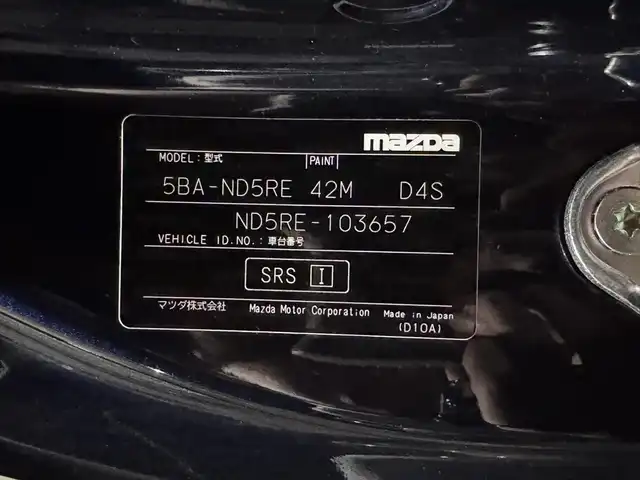 mazda
MODEL:型式 PAINT
5BA-ND5RE 42M D4S
ND5RE-103657
VEHICLE ID.NO.:車台番号
SRS I
マツダ株式会社 Mazda Motor Corporation Made in Japan
(D10A)